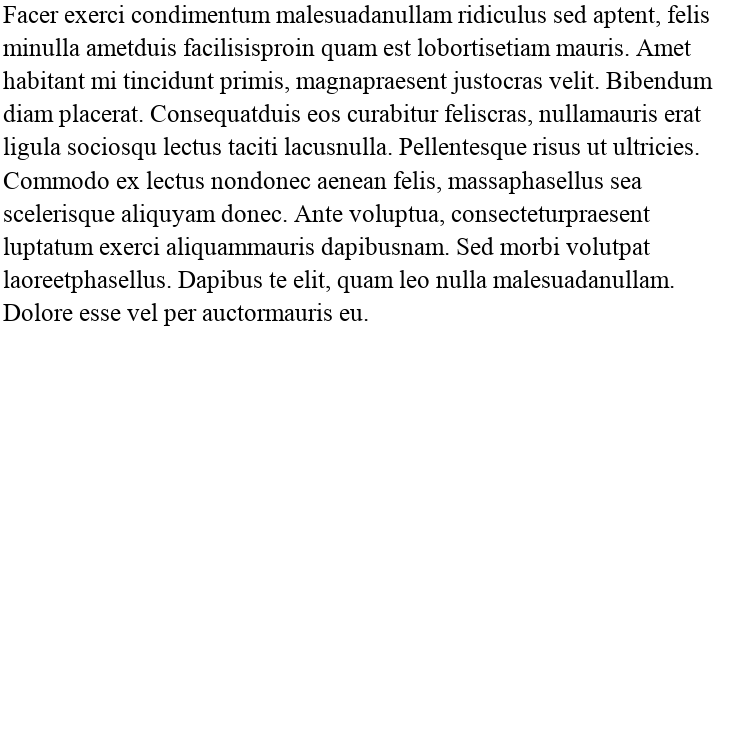 Facer exerci condimentum malesuadanullam ridiculus sed aptent, felis
minulla ametduis facilisisproin quam est lobortisetiam mauris. Amet
habitant mi tincidunt primis, magnapraesent justocras velit. Bibendum
diam placerat. Consequatduis eos curabitur feliscras, nullamauris erat
ligula sociosqu lectus taciti lacusnulla. Pellentesque risus ut ultricies.
Commodo ex lectus nondonec aenean felis, massaphasellus sea
scelerisque aliquyam donec. Ante voluptua, consecteturpraesent
luptatum exerci aliquammauris dapibusnam. Sed morbi volutpat
laoreetphasellus. Dapibus te elit, quam leo nulla malesuadanullam.
Dolore esse vel per auctormauris eu.